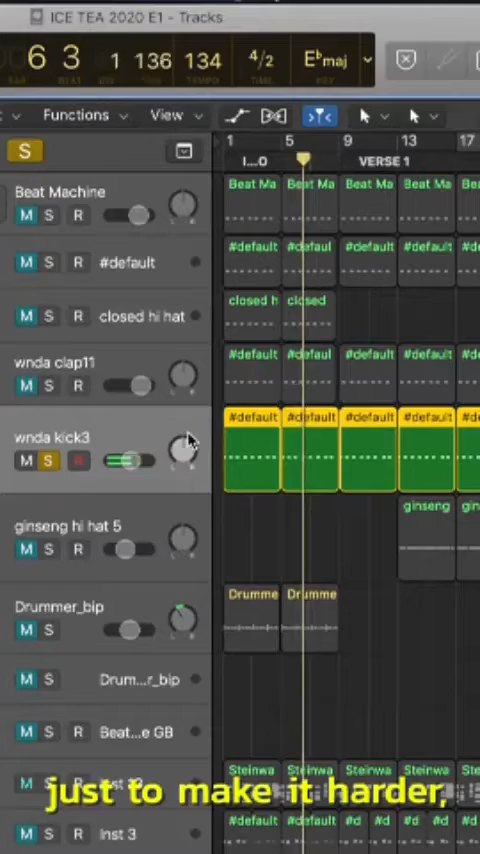 ICE TEA 2020 E1 - Tracks
6 3 1 136 134 4/2 E♭maj
BEAT TEMPO TIME KEY
Functions View
1 5 9 13 17
S
I...O VERSE 1
Beat Machine
Beat Ma Beat Ma Beat Ma Beat Ma
M S R
#default #default #default #default
M S R #default
closed h closed
M S R closed hi hat
#default #default #default #default
wnda clap11
M S R
#default #default #default #default
wnda kick3
M S R
L R
ginseng gin
ginseng hi hat 5
M S R
Drumme Drumme
Drummer_bip
M S
M S Drum...r_bip
M S R Beat...e GB
Steinwa Steinwa Steinwa Steinwa
just to make it harder,
#default #default #d #d #d #d
M S R Inst 3